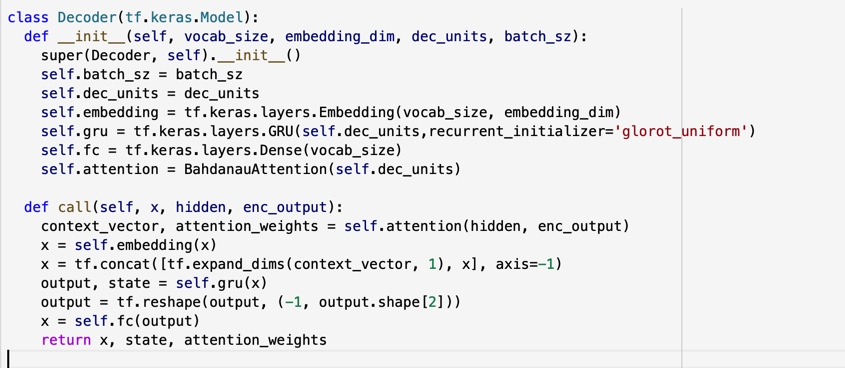 class Decoder(tf.keras.Model):
  def __init__(self, vocab_size, embedding_dim, dec_units, batch_sz):
    super(Decoder, self).__init__()
    self.batch_sz = batch_sz
    self.dec_units = dec_units
    self.embedding = tf.keras.layers.Embedding(vocab_size, embedding_dim)
    self.gru = tf.keras.layers.GRU(self.dec_units,recurrent_initializer='glorot_uniform')
    self.fc = tf.keras.layers.Dense(vocab_size)
    self.attention = BahdanauAttention(self.dec_units)

  def call(self, x, hidden, enc_output):
    context_vector, attention_weights = self.attention(hidden, enc_output)
    x = self.embedding(x)
    x = tf.concat([tf.expand_dims(context_vector, 1), x], axis=-1)
    output, state = self.gru(x)
    output = tf.reshape(output, (-1, output.shape[2]))
    x = self.fc(output)
    return x, state, attention_weights